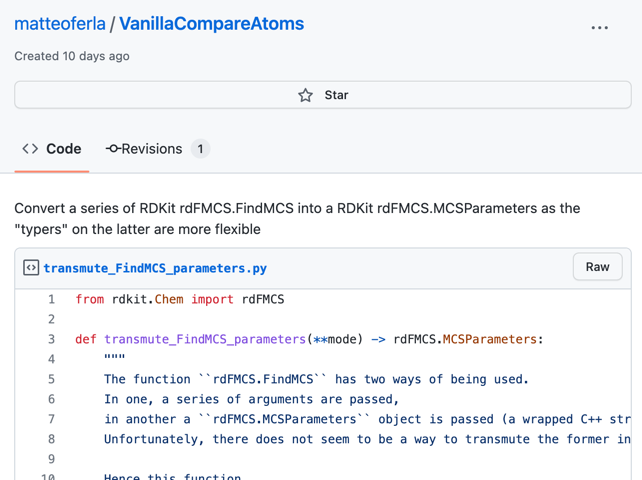 matteoferla / VanillaCompareAtoms
Created 10 days ago
Star
Code Revisions 1
Convert a series of RDKit rdFMCS.FindMCS into a RDKit rdFMCS.MCSParameters as the
"typers" on the latter are more flexible
transmute_FindMCS_parameters.py Raw
1 from rdkit.Chem import rdFMCS
2
3 def transmute_FindMCS_parameters(**mode) -> rdFMCS.MCSParameters:
4 """
5 The function ``rdFMCS.FindMCS`` has two ways of being used.
6 In one, a series of arguments are passed,
7 in another a ``rdFMCS.MCSParameters`` object is passed (a wrapped C++ str
8 Unfortunately, there does not seem to be a way to transmute the former in
9
10 Hence this function